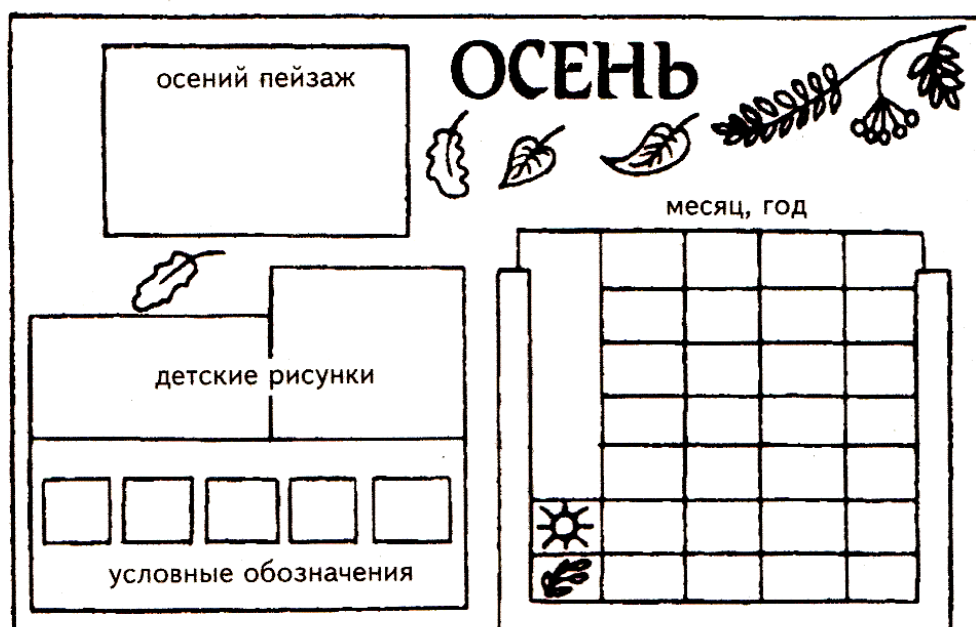 ОСЕНЬ
осений пейзаж
месяц, год
детские рисунки
условные обозначения